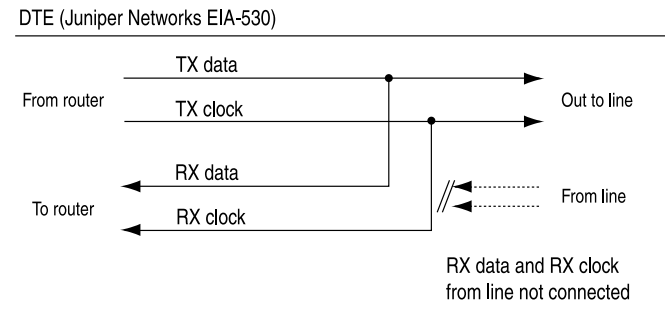 DTE (Juniper Networks EIA-530)
TX data
From router
Out to line
TX clock
RX data
From line
To router
RX clock
RX data and RX clock
from line not connected